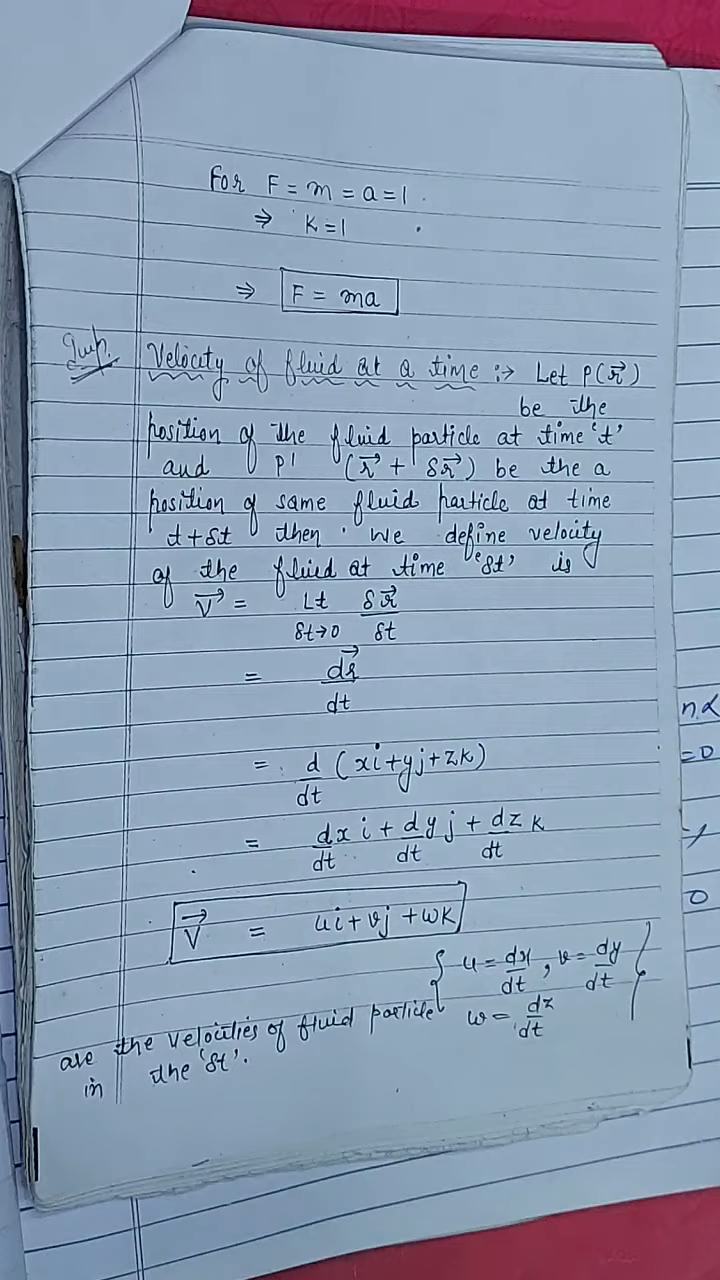 For F = m = a = 1.
⇒ K = 1
⇒ F = ma
Imp. Velocity of fluid at a time :→ Let P(r⃗)
be the
position of the fluid particle at time 't'
and P' (r⃗ + δr⃗) be the a
position of same fluid particle at time
t+δt then we define velocity
of the fluid at time 'δt' is
V⃗ = Lt δr⃗
δt→0 δt
= dr⃗
dt
= d (xi+yj+zk)
dt
= dx i + dy j + dz k
dt dt dt
V⃗ = ui + vj + wk
{ u = dx , v = dy }
dt dt
are the velocities of fluid particle w = dz
dt
in the 'δt'.
n α
= 0
0